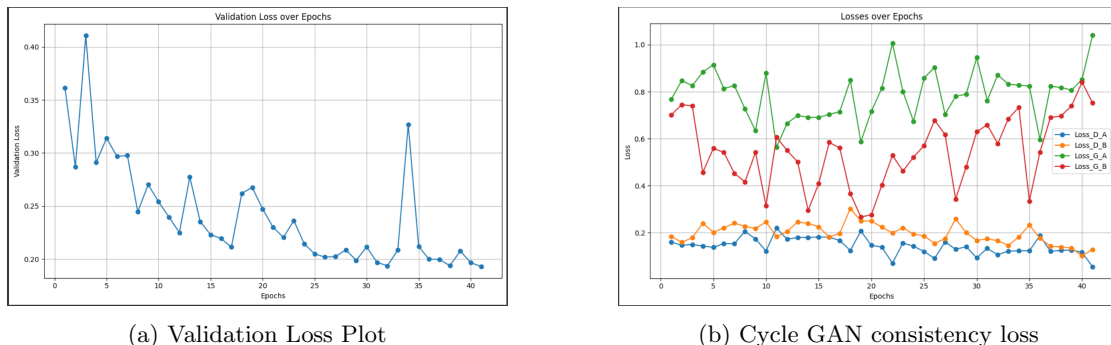 Validation Loss over Epochs
0.40
0.35
0.30
0.25
0.20
Validation Loss
0 5 10 15 20 25 30 35 40
Epochs
(a) Validation Loss Plot
Losses over Epochs
1.0
0.8
0.6
0.4
0.2
Loss
Loss_D_A
Loss_D_B
Loss_G_A
Loss_G_B
0 5 10 15 20 25 30 35 40
Epochs
(b) Cycle GAN consistency loss